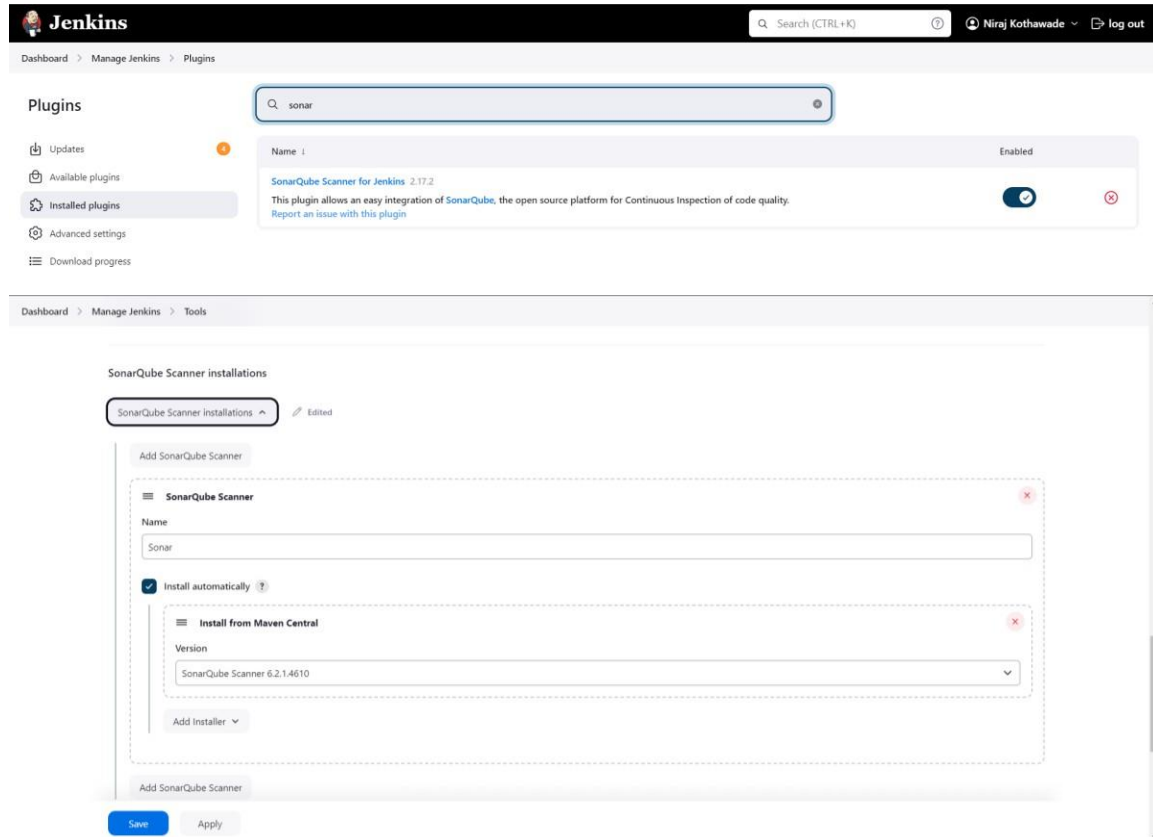 Jenkins
Search (CTRL+K)
Niraj Kothawade
log out
Dashboard > Manage Jenkins > Plugins
Plugins
sonar
Updates 4
Available plugins
Installed plugins
Advanced settings
Download progress
Name ↓ Enabled
SonarQube Scanner for Jenkins 2.17.2
This plugin allows an easy integration of SonarQube, the open source platform for Continuous Inspection of code quality.
Report an issue with this plugin
Dashboard > Manage Jenkins > Tools
SonarQube Scanner installations
SonarQube Scanner installations
Edited
Add SonarQube Scanner
SonarQube Scanner
Name
Sonar
Install automatically ?
Install from Maven Central
Version
SonarQube Scanner 6.2.1.4610
Add Installer
Add SonarQube Scanner
Save Apply